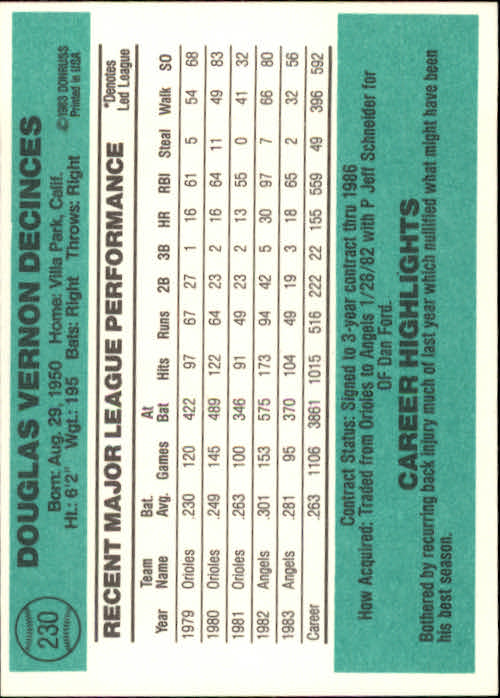 230
DOUGLAS VERNON DECINCES
Born: Aug. 29, 1950 Home: Villa Park, Calif.
Ht.: 6'2" Wgt.: 195 Bats: Right Throws: Right
©1983 DONRUSS
Printed in USA
RECENT MAJOR LEAGUE PERFORMANCE
*Denotes
Led League
Year Team Name Bat. Avg. Games At Bat Hits Runs 2B 3B HR RBI Steal Walk SO
1979 Orioles .230 120 422 97 67 27 1 16 61 5 54 68
1980 Orioles .249 145 489 122 64 23 2 16 64 11 49 83
1981 Orioles .263 100 346 91 49 23 2 13 55 0 41 32
1982 Angels .301 153 575 173 94 42 5 30 97 7 66 80
1983 Angels .281 95 370 104 49 19 3 18 65 2 32 56
Career .263 1106 3861 1015 516 222 22 155 559 49 396 592
Contract Status: Signed to 3-year contract thru 1986
How Acquired: Traded from Orioles to Angels 1/28/82 with P Jeff Schneider for
OF Dan Ford.
CAREER HIGHLIGHTS
Bothered by recurring back injury much of last year which nullified what might have been
his best season.